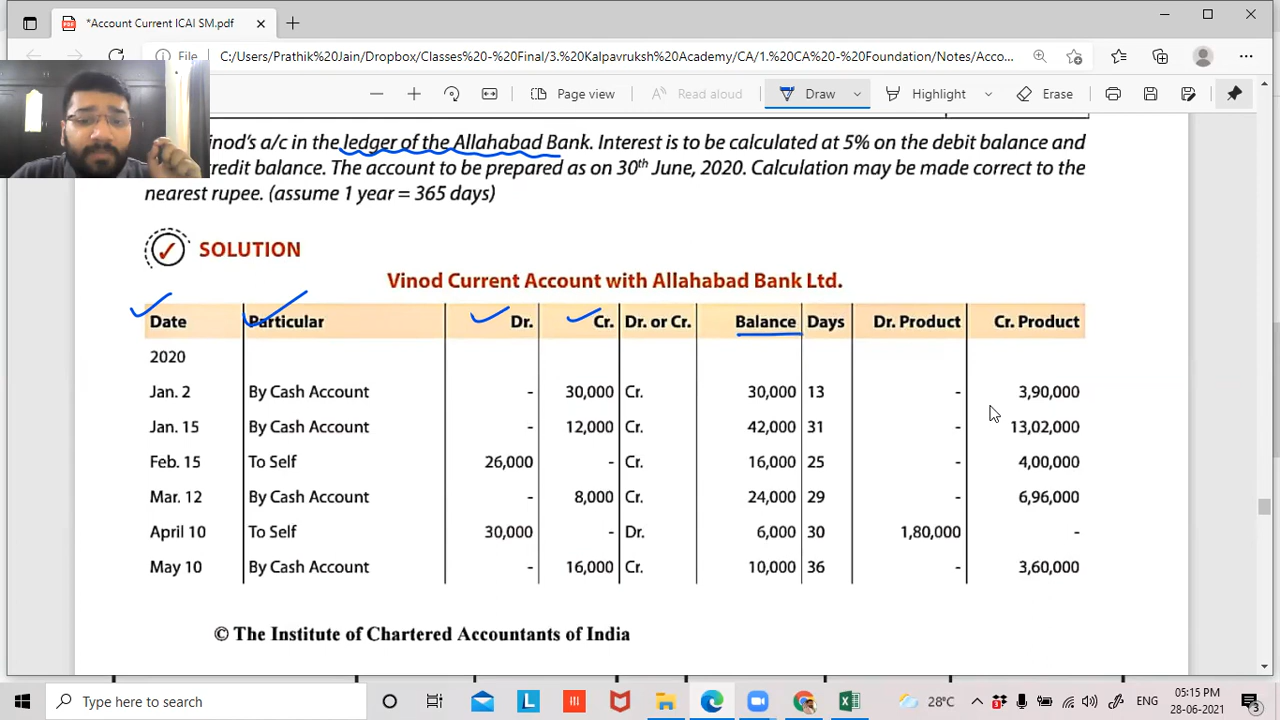 *Account Current ICAI SM.pdf
File C:/Users/Prathik%20Jain/Dropbox/Classes%20-%20Final/3.%20Kalpavruksh%20Academy/CA/1.%20CA%20-%20Foundation/Notes/Acco...
Page view Read aloud Draw Highlight Erase
inod's a/c in the ledger of the Allahabad Bank. Interest is to be calculated at 5% on the debit balance and
redit balance. The account to be prepared as on 30th June, 2020. Calculation may be made correct to the
nearest rupee. (assume 1 year = 365 days)
SOLUTION
Vinod Current Account with Allahabad Bank Ltd.
Date Particular Dr. Cr. Dr. or Cr. Balance Days Dr. Product Cr. Product
2020
Jan. 2 By Cash Account - 30,000 Cr. 30,000 13 - 3,90,000
Jan. 15 By Cash Account - 12,000 Cr. 42,000 31 - 13,02,000
Feb. 15 To Self 26,000 - Cr. 16,000 25 - 4,00,000
Mar. 12 By Cash Account - 8,000 Cr. 24,000 29 - 6,96,000
April 10 To Self 30,000 - Dr. 6,000 30 1,80,000 -
May 10 By Cash Account - 16,000 Cr. 10,000 36 - 3,60,000
© The Institute of Chartered Accountants of India
Type here to search
28°C ENG 05:15 PM
28-06-2021